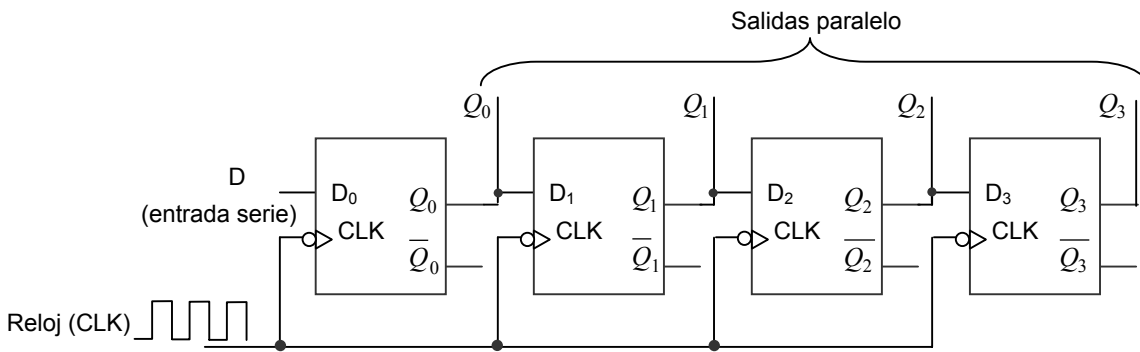 Salidas paralelo
Q₀ Q₁ Q₂ Q₃
D
(entrada serie)
D₀ Q₀ D₁ Q₁ D₂ Q₂ D₃ Q₃
CLK CLK CLK CLK
Q̅₀ Q̅₁ Q̅₂ Q̅₃
Reloj (CLK)